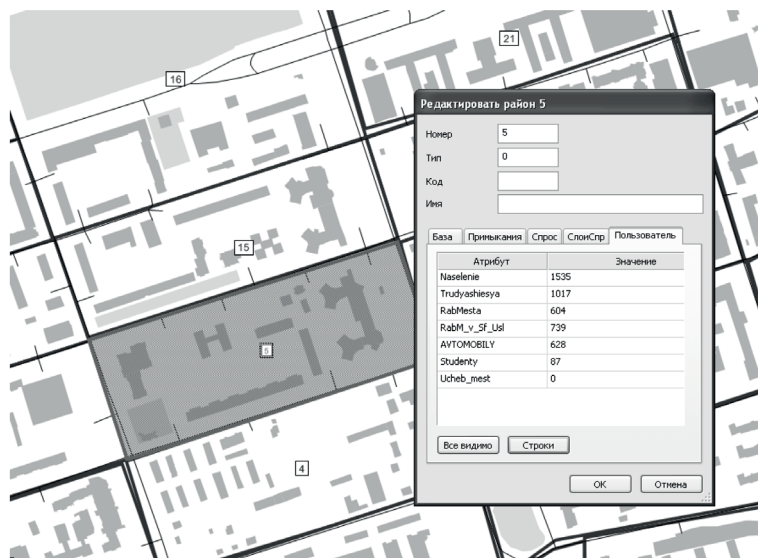 21
16
15
5
4
Редактировать район 5
Номер 5
Тип 0
Код
Имя
База Примыкания Спрос СлоиСпр Пользователь
Атрибут Значение
Naselenie 1535
Trudyashiesya 1017
RabMesta 604
RabM_v_Sf_Usl 739
AVTOMOBILY 628
Studenty 87
Ucheb_mest 0
Все видимо Строки
OK Отмена